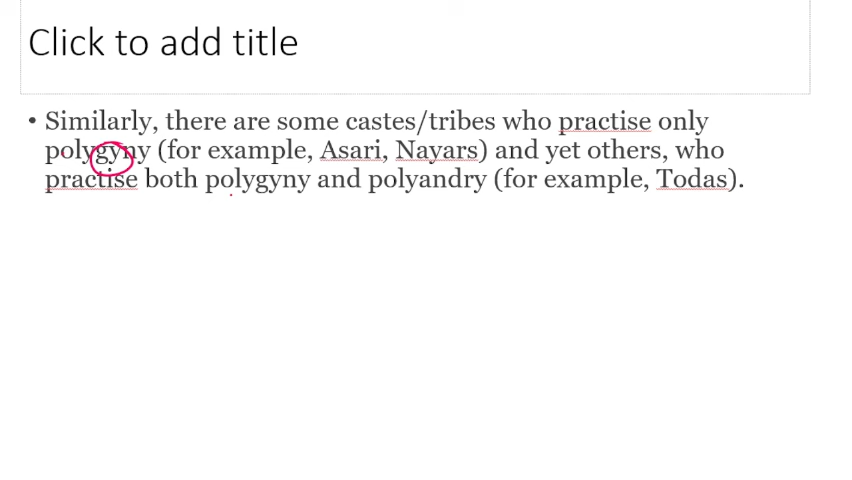 Click to add title
• Similarly, there are some castes/tribes who practise only
polygyny (for example, Asari, Nayars) and yet others, who
practise both polygyny and polyandry (for example, Todas).